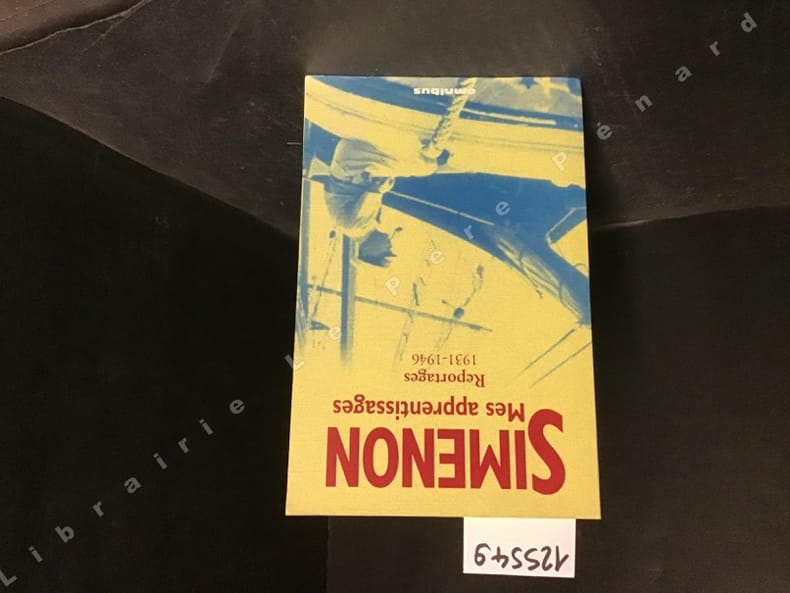 SIMENON
Mes apprentissages
Reportages
1931-1946
omnibus
125549
Librairie Le Père Pénard